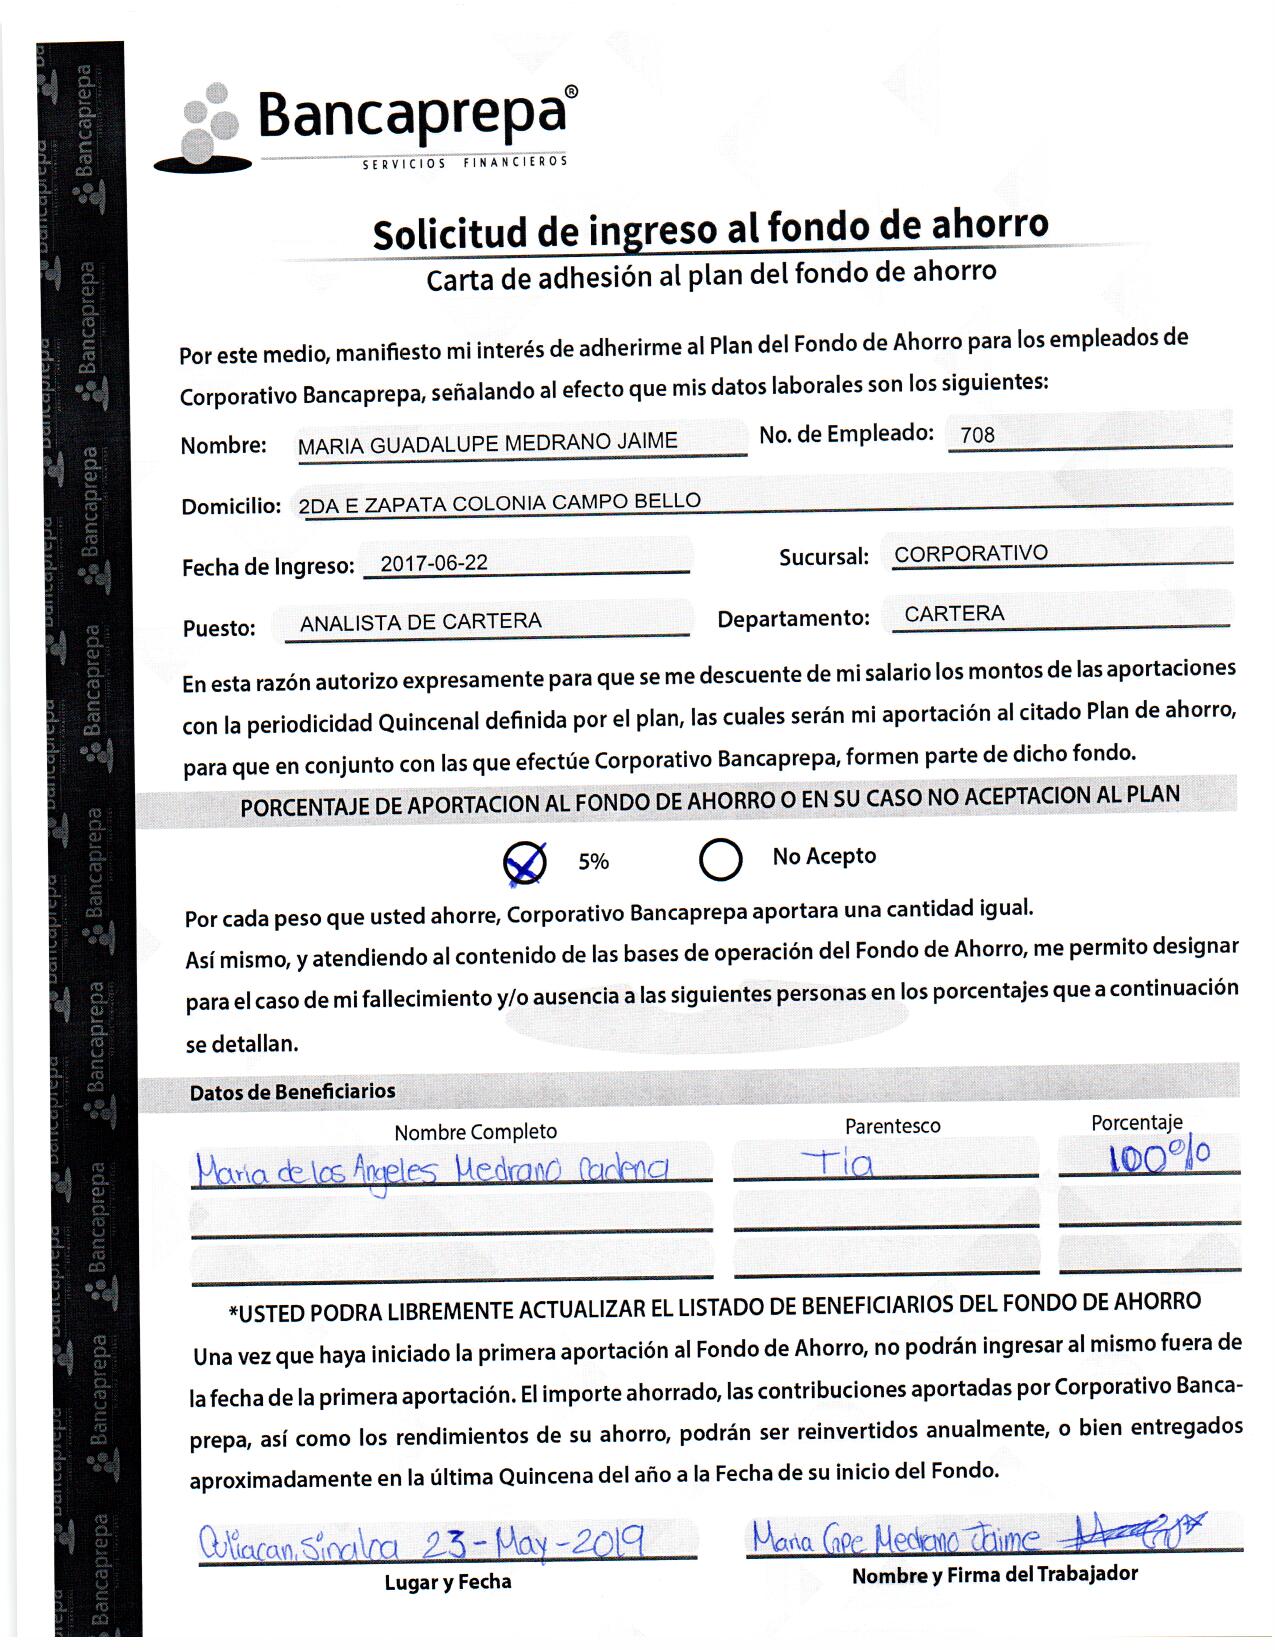 Bancaprepa®
SERVICIOS FINANCIEROS
Solicitud de ingreso al fondo de ahorro
Carta de adhesión al plan del fondo de ahorro
Por este medio, manifiesto mi interés de adherirme al Plan del Fondo de Ahorro para los empleados de
Corporativo Bancaprepa, señalando al efecto que mis datos laborales son los siguientes:
Nombre: MARIA GUADALUPE MEDRANO JAIME No. de Empleado: 708
Domicilio: 2DA E ZAPATA COLONIA CAMPO BELLO
Fecha de Ingreso: 2017-06-22 Sucursal: CORPORATIVO
Puesto: ANALISTA DE CARTERA Departamento: CARTERA
En esta razón autorizo expresamente para que se me descuente de mi salario los montos de las aportaciones
con la periodicidad Quincenal definida por el plan, las cuales serán mi aportación al citado Plan de ahorro,
para que en conjunto con las que efectúe Corporativo Bancaprepa, formen parte de dicho fondo.
PORCENTAJE DE APORTACION AL FONDO DE AHORRO O EN SU CASO NO ACEPTACION AL PLAN
5% No Acepto
Por cada peso que usted ahorre, Corporativo Bancaprepa aportara una cantidad igual.
Así mismo, y atendiendo al contenido de las bases de operación del Fondo de Ahorro, me permito designar
para el caso de mi fallecimiento y/o ausencia a las siguientes personas en los porcentajes que a continuación
se detallan.
Datos de Beneficiarios
Nombre Completo Parentesco Porcentaje
Maria de los Angeles Medrano Cadena Tia 100%
*USTED PODRA LIBREMENTE ACTUALIZAR EL LISTADO DE BENEFICIARIOS DEL FONDO DE AHORRO
Una vez que haya iniciado la primera aportación al Fondo de Ahorro, no podrán ingresar al mismo fuera de
la fecha de la primera aportación. El importe ahorrado, las contribuciones aportadas por Corporativo Banca-
prepa, así como los rendimientos de su ahorro, podrán ser reinvertidos anualmente, o bien entregados
aproximadamente en la última Quincena del año a la Fecha de su inicio del Fondo.
Culiacan, Sinaloa 23-May-2019 Maria Gpe Medrano Jaime
Lugar y Fecha Nombre y Firma del Trabajador